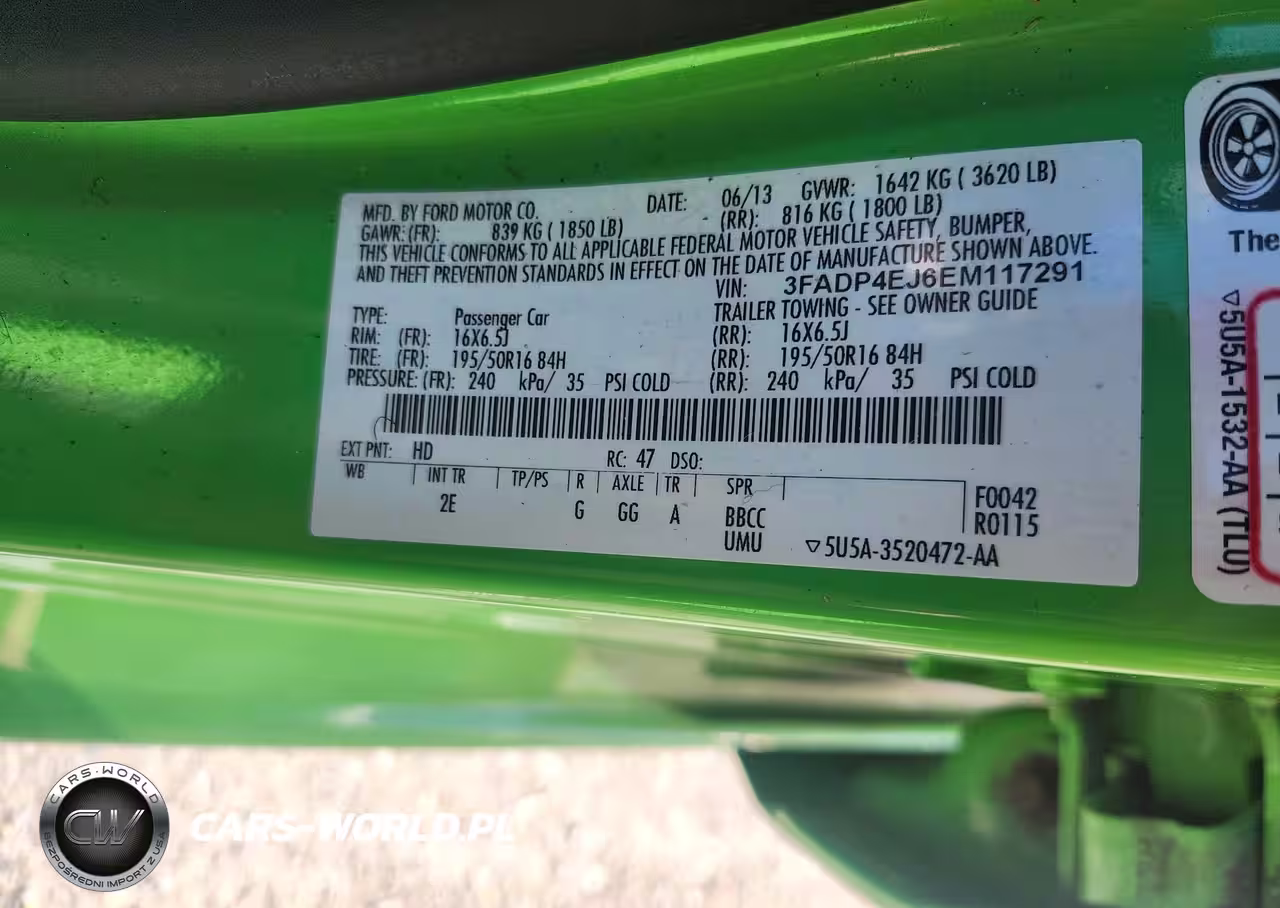 MFD. BY FORD MOTOR CO. DATE: 06/13 GVWR: 1642 KG ( 3620 LB)
GAWR: (FR): 839 KG ( 1850 LB) (RR): 816 KG ( 1800 LB)
THIS VEHICLE CONFORMS TO ALL APPLICABLE FEDERAL MOTOR VEHICLE SAFETY, BUMPER,
AND THEFT PREVENTION STANDARDS IN EFFECT ON THE DATE OF MANUFACTURE SHOWN ABOVE.
VIN: 3FADP4EJ6EM117291
TYPE: Passenger Car TRAILER TOWING - SEE OWNER GUIDE
RIM: (FR): 16X6.5J (RR): 16X6.5J
TIRE: (FR): 195/50R16 84H (RR): 195/50R16 84H
PRESSURE: (FR): 240 kPa/ 35 PSI COLD (RR): 240 kPa/ 35 PSI COLD
EXT PNT: HD RC: 47 DSO:
WB INT TR TP/PS R AXLE TR SPR
2E G GG A BBCC F0042
UMU R0115
▽5U5A-3520472-AA
The
▽5U5A-1532-AA (TLU)
CARS-WORLD
CW
BEZPOŚREDNI IMPORT Z USA
CARS-WORLD.PL